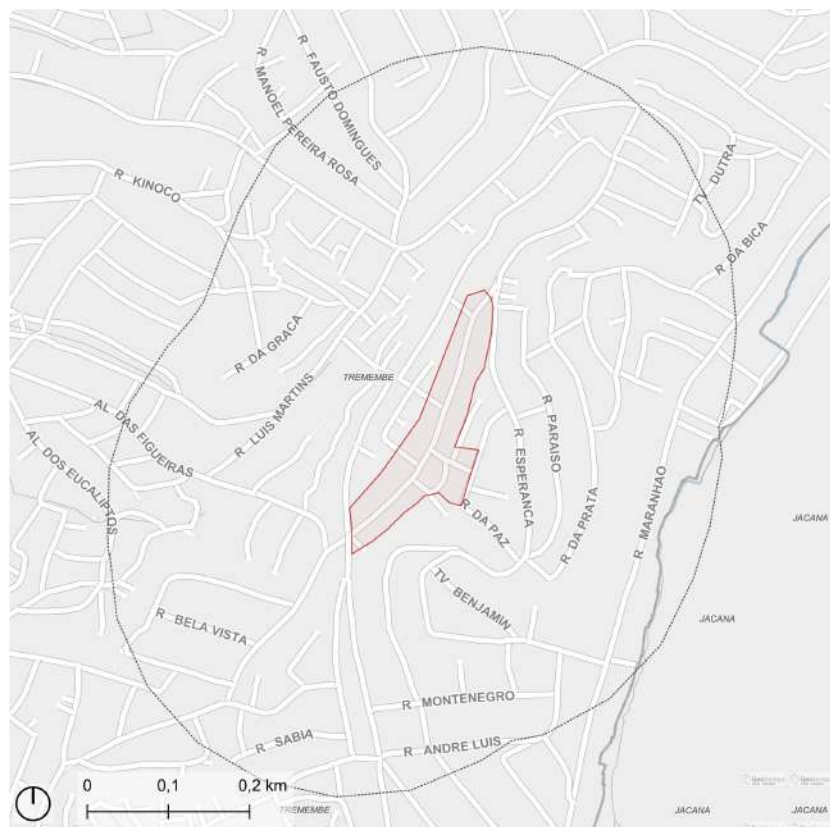 R FAUSTO DOMINGUES
R MANOEL PEREIRA ROSA
R KINOCO
TV DUTRA
R DA BICA
R DA GRACA
TREMEMBE
R LUIS MARTINS
AL DAS FIGUEIRAS
AL DOS EUCALIPTOS
R PARAISO
R ESPERANCA
R DA PRATA
R MARANHAO
R DA PAZ
JACANA
TV BENJAMIN
R BELA VISTA
JACANA
R MONTENEGRO
R SABIA
R ANDRE LUIS
0 0,1 0,2 km
TREMEMBE
JACANA
JACANA